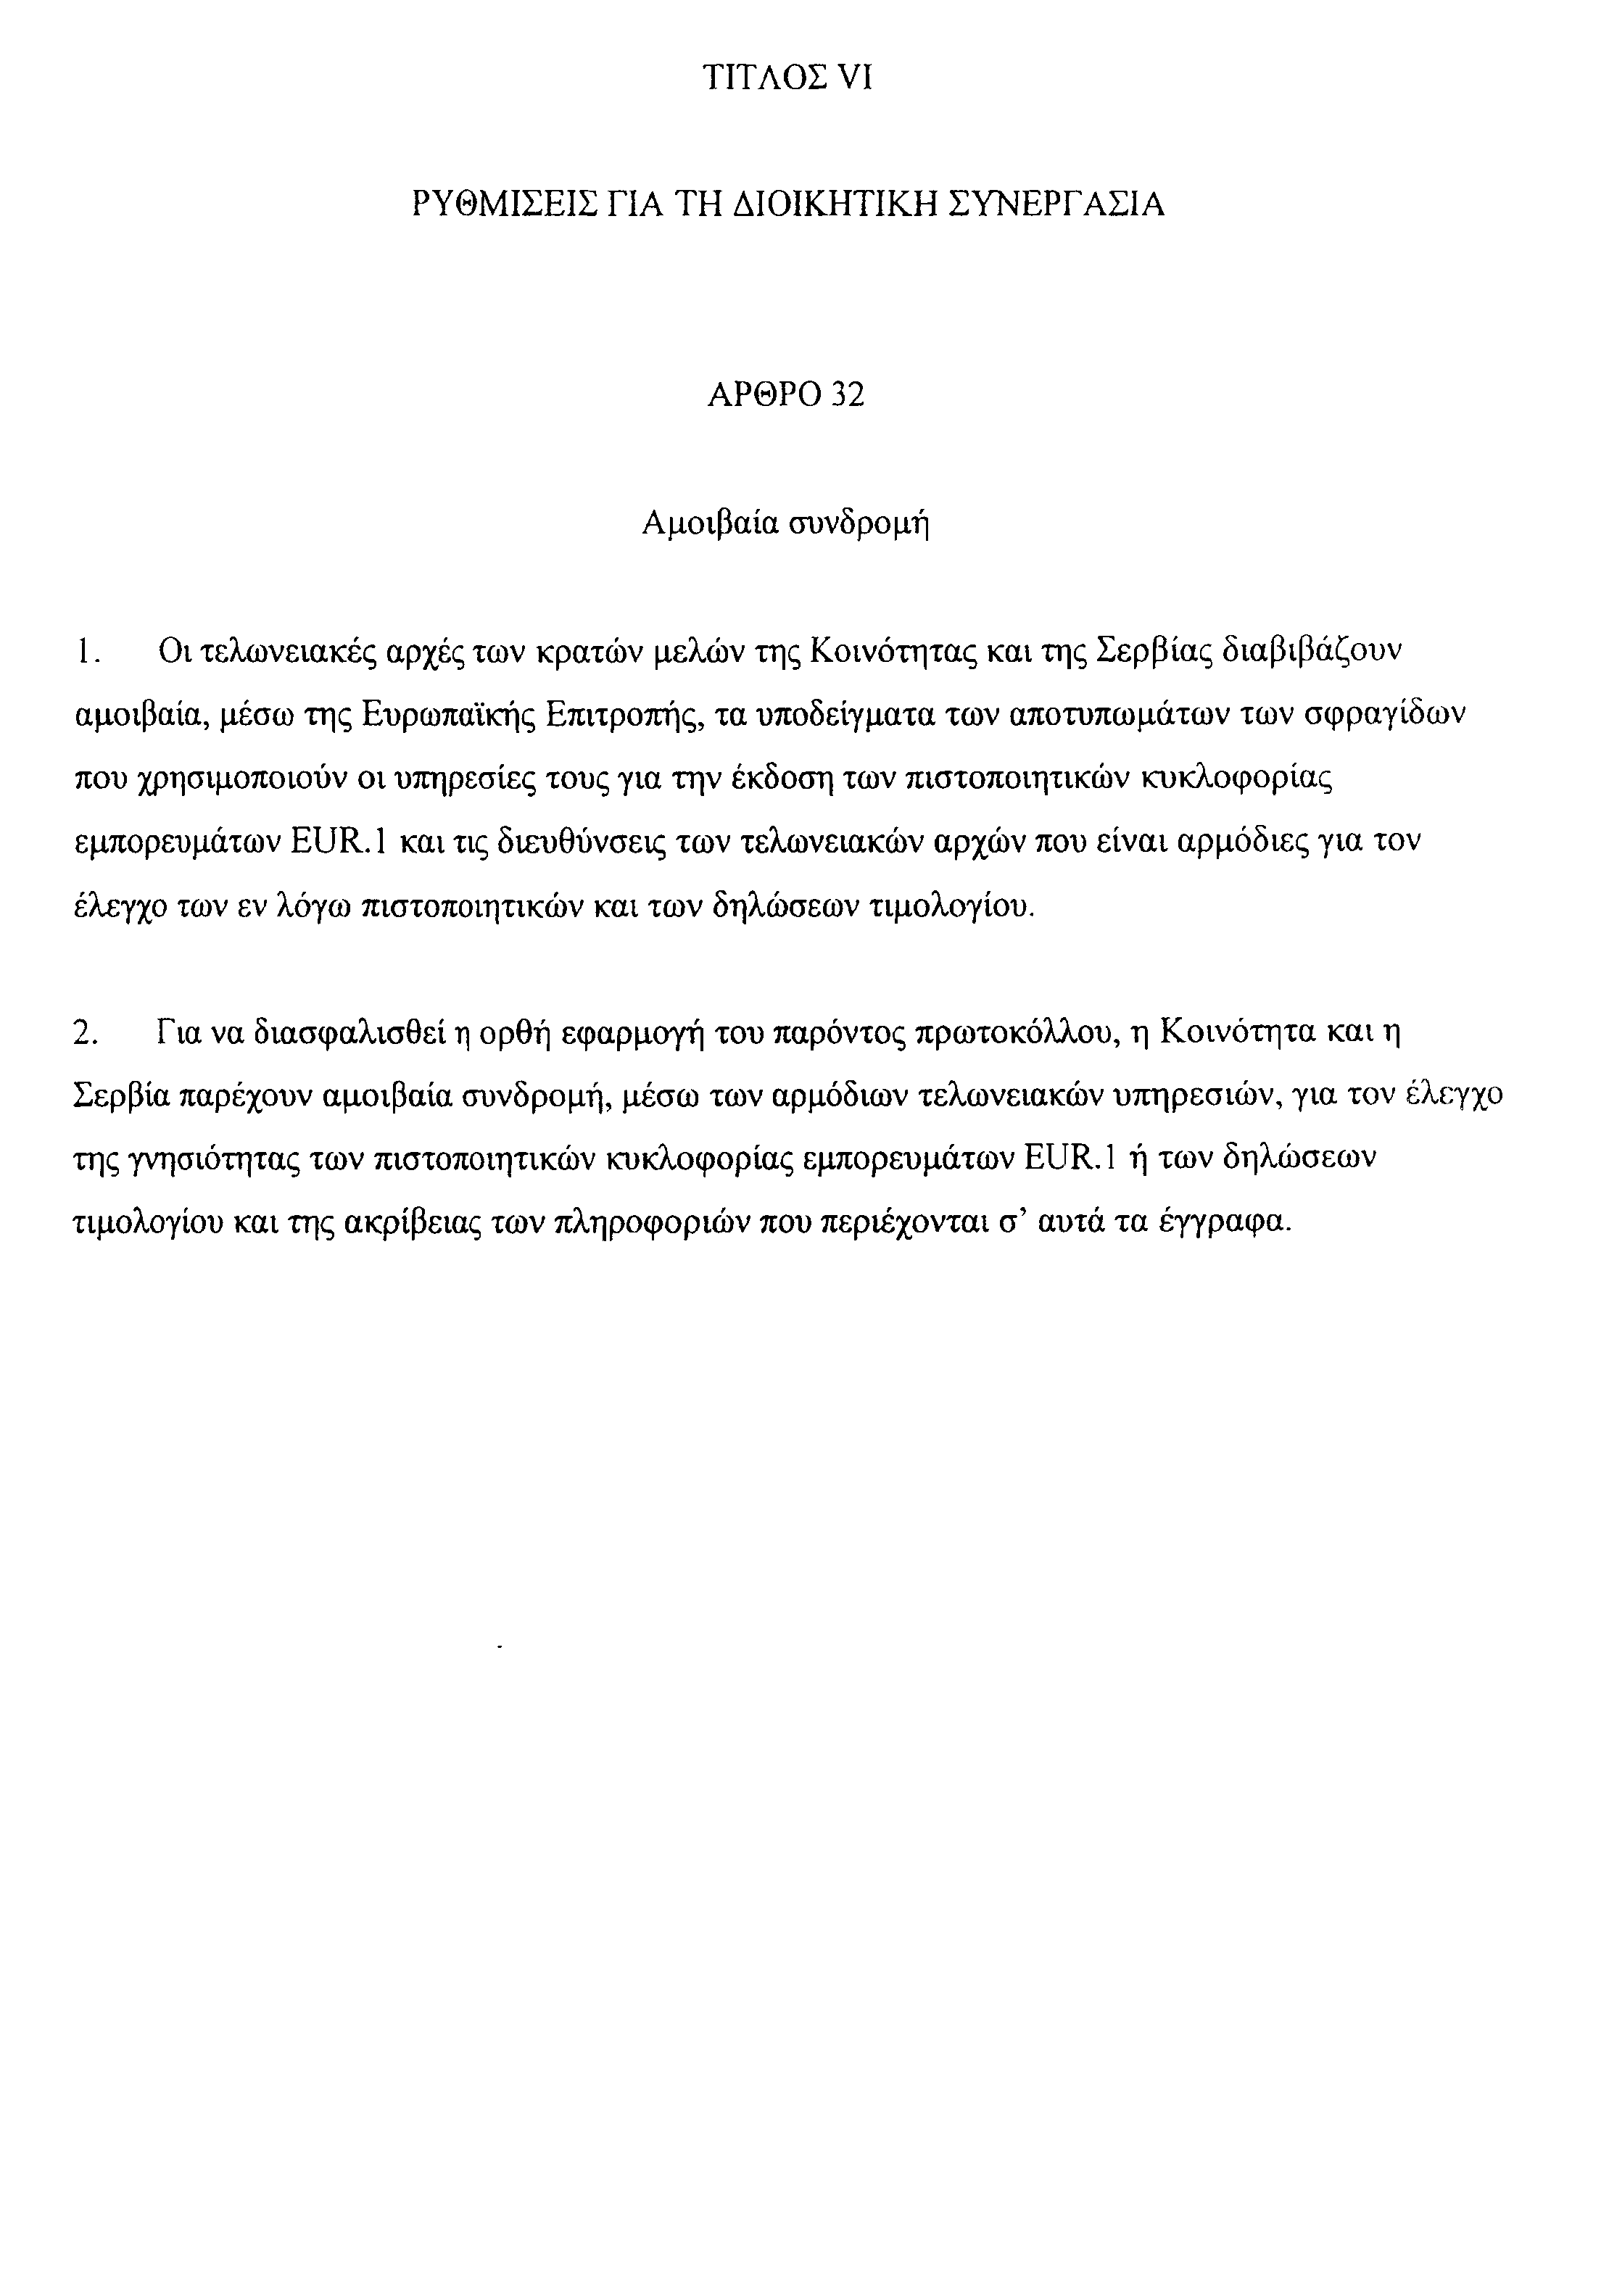 ΤΙΤΛΟΣ VI
ΡΥΘΜΙΣΕΙΣ ΓΙΑ ΤΗ ΔΙΟΙΚΗΤΙΚΗ ΣΥΝΕΡΓΑΣΙΑ
ΑΡΘΡΟ 32
Αμοιβαία συνδρομή
1. Οι τελωνειακές αρχές των κρατών μελών της Κοινότητας και της Σερβίας διαβιβάζουν
αμοιβαία, μέσω της Ευρωπαϊκής Επιτροπής, τα υποδείγματα των αποτυπωμάτων των σφραγίδων
που χρησιμοποιούν οι υπηρεσίες τους για την έκδοση των πιστοποιητικών κυκλοφορίας
εμπορευμάτων EUR.1 και τις διευθύνσεις των τελωνειακών αρχών που είναι αρμόδιες για τον
έλεγχο των εν λόγω πιστοποιητικών και των δηλώσεων τιμολογίου.
2. Για να διασφαλισθεί η ορθή εφαρμογή του παρόντος πρωτοκόλλου, η Κοινότητα και η
Σερβία παρέχουν αμοιβαία συνδρομή, μέσω των αρμόδιων τελωνειακών υπηρεσιών, για τον έλεγχο
της γνησιότητας των πιστοποιητικών κυκλοφορίας εμπορευμάτων EUR.1 ή των δηλώσεων
τιμολογίου και της ακρίβειας των πληροφοριών που περιέχονται σ’ αυτά τα έγγραφα.